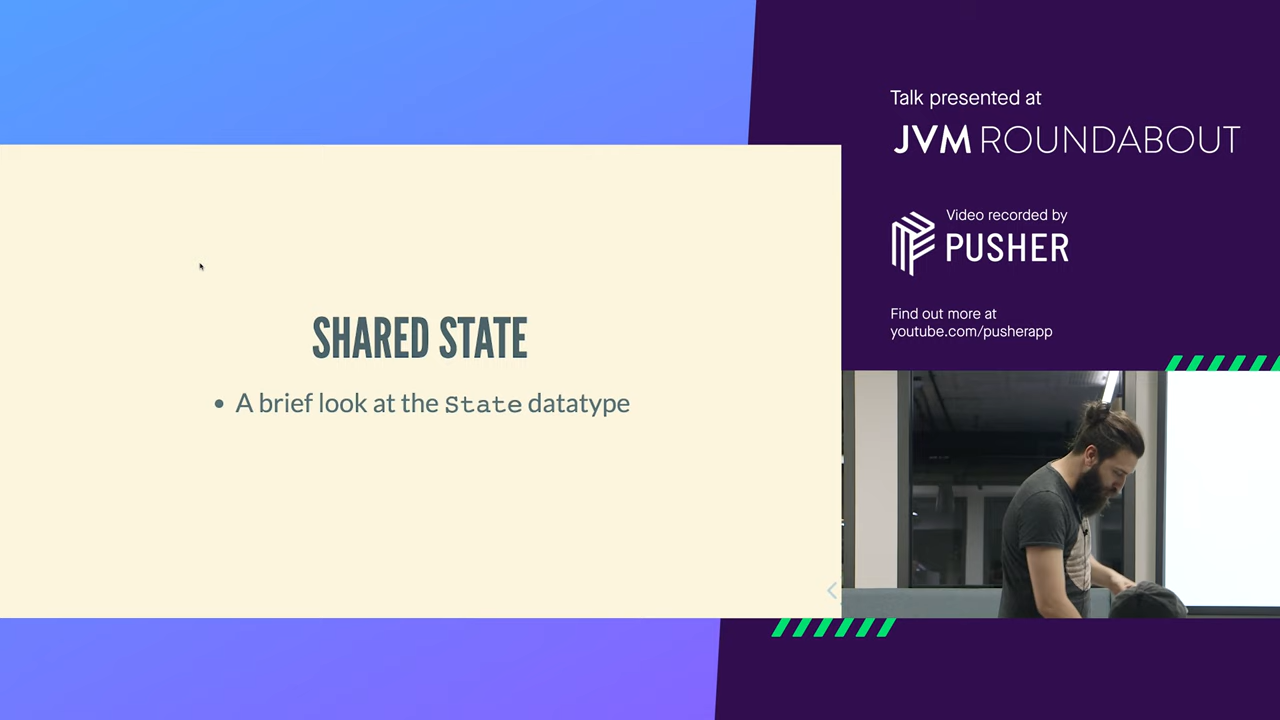 SHARED STATE
• A brief look at the State datatype
Talk presented at
JVM ROUNDABOUT
Video recorded by
PUSHER
Find out more at
youtube.com/pusherapp